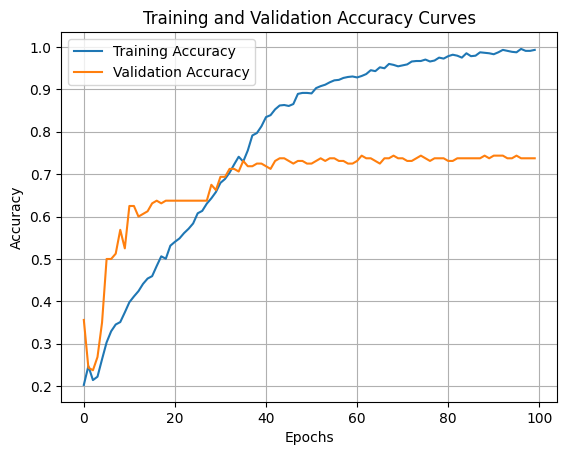 Training and Validation Accuracy Curves
Training Accuracy
Validation Accuracy
Accuracy
1.0
0.9
0.8
0.7
0.6
0.5
0.4
0.3
0.2
0 20 40 60 80 100
Epochs